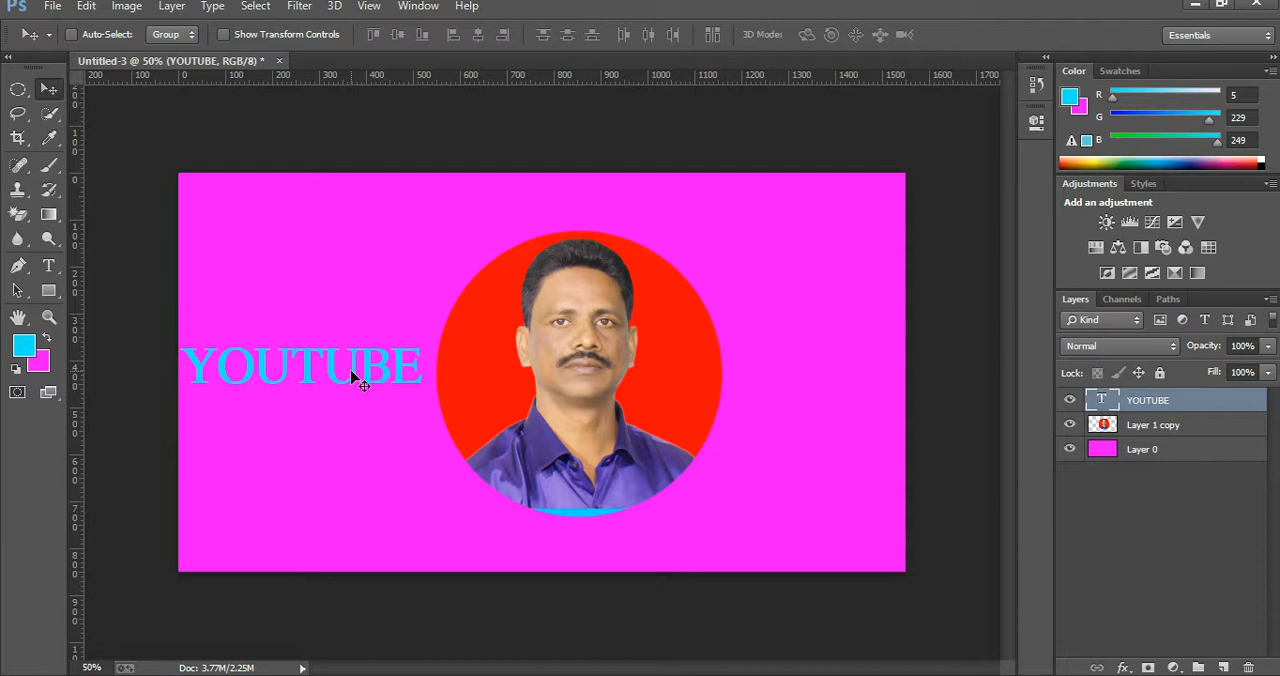 Ps File Edit Image Layer Type Select Filter 3D View Window Help
Auto-Select: Group Show Transform Controls 3D Mode: Essentials
Untitled-3 @ 50% (YOUTUBE, RGB/8) * ×
200 100 0 100 200 300 400 500 600 700 800 900 1000 1100 1200 1300 1400 1500 1600 1700
Color Swatches
R 5
G 229
B 249
Adjustments Styles
Add an adjustment
Layers Channels Paths
Kind
Normal Opacity: 100%
Lock: Fill: 100%
T YOUTUBE
Layer 1 copy
Layer 0
YOUTUBE
50% Doc: 3.77M/2.25M